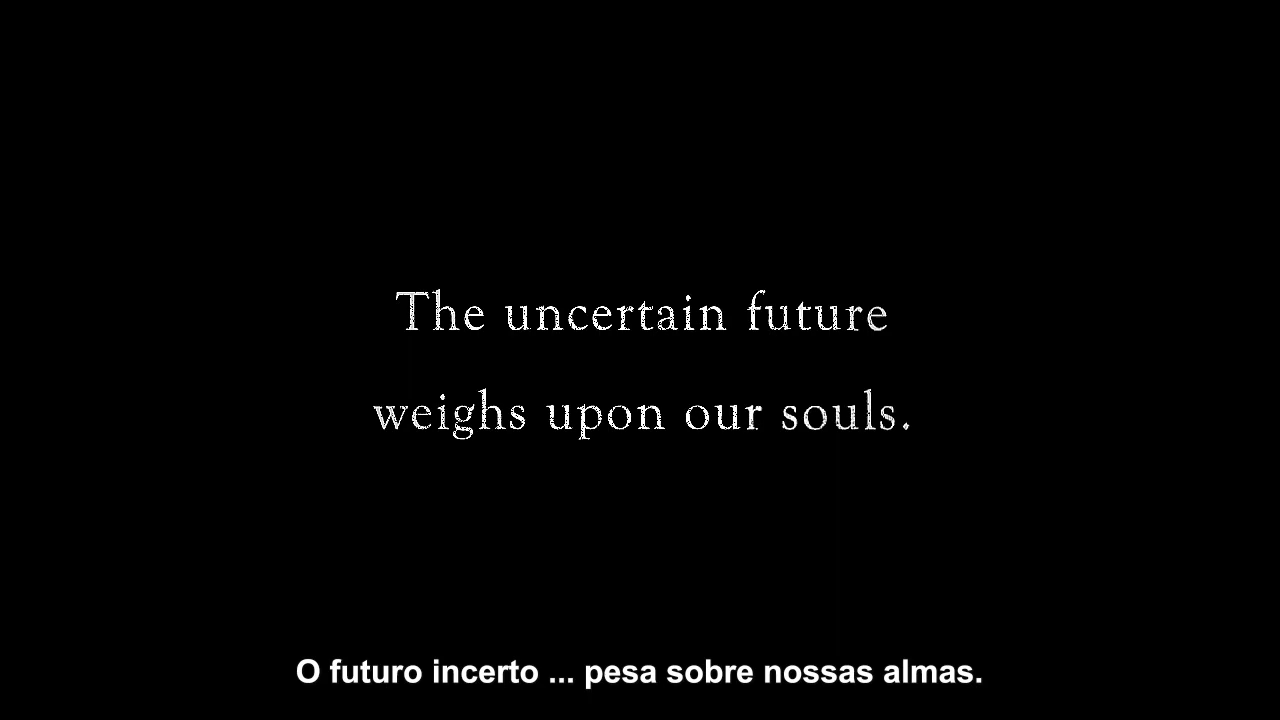 The uncertain future
weighs upon our souls.
O futuro incerto ... pesa sobre nossas almas.